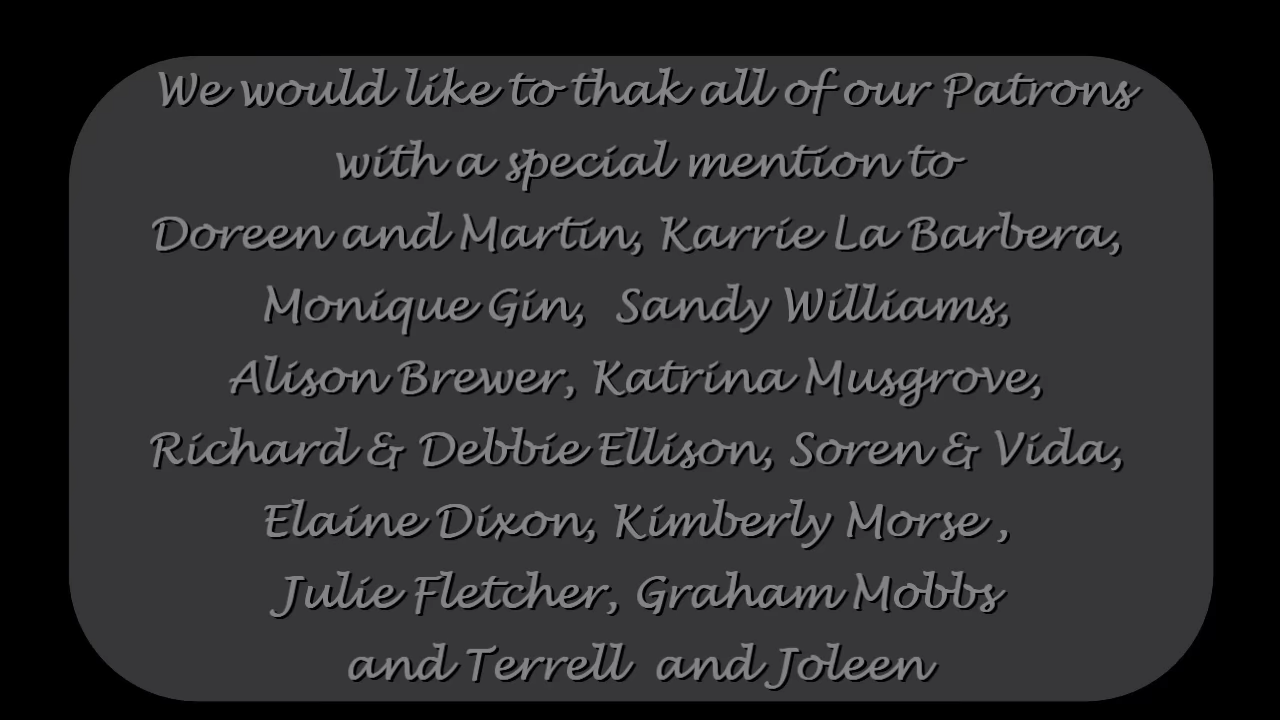 We would like to thak all of our Patrons
with a special mention to
Doreen and Martin, Karrie La Barbera,
Monique Gin,  Sandy Williams,
Alison Brewer, Katrina Musgrove,
Richard & Debbie Ellison, Soren & Vida,
Elaine Dixon, Kimberly Morse ,
Julie Fletcher, Graham Mobbs
and Terrell  and Joleen